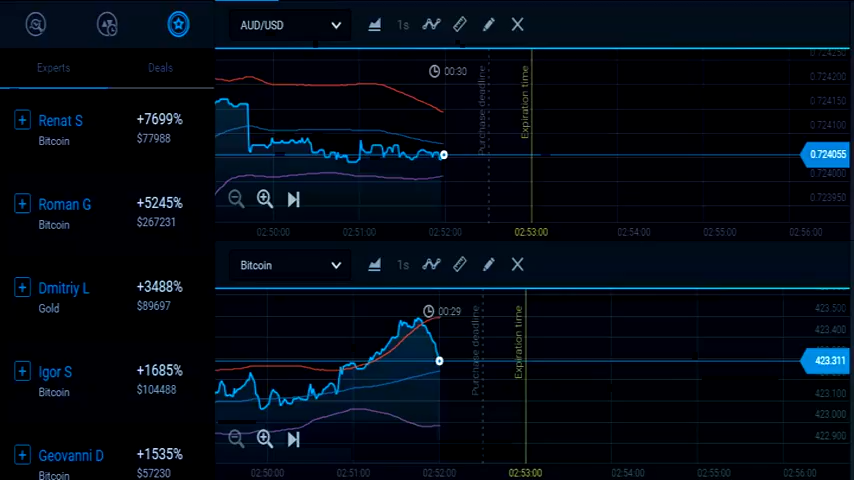 Experts
Deals
Renat S
+7699%
Bitcoin
$77988
Roman G
+5245%
Bitcoin
$267231
Dmitriy L
+3488%
Gold
$89697
Igor S
+1685%
Bitcoin
$104488
Geovanni D
+1535%
Bitcoin
$57230
AUD/USD
1s
00:30
Purchase deadline
Expiration time
0.724250
0.724200
0.724150
0.724100
0.724055
0.724000
0.723950
02:50:00
02:51:00
02:52:00
02:53:00
02:54:00
02:55:00
02:56:00
Bitcoin
1s
00:29
Purchase deadline
Expiration time
423.500
423.400
423.311
423.100
423.000
422.900
02:50:00
02:51:00
02:52:00
02:53:00
02:54:00
02:55:00
02:56:00